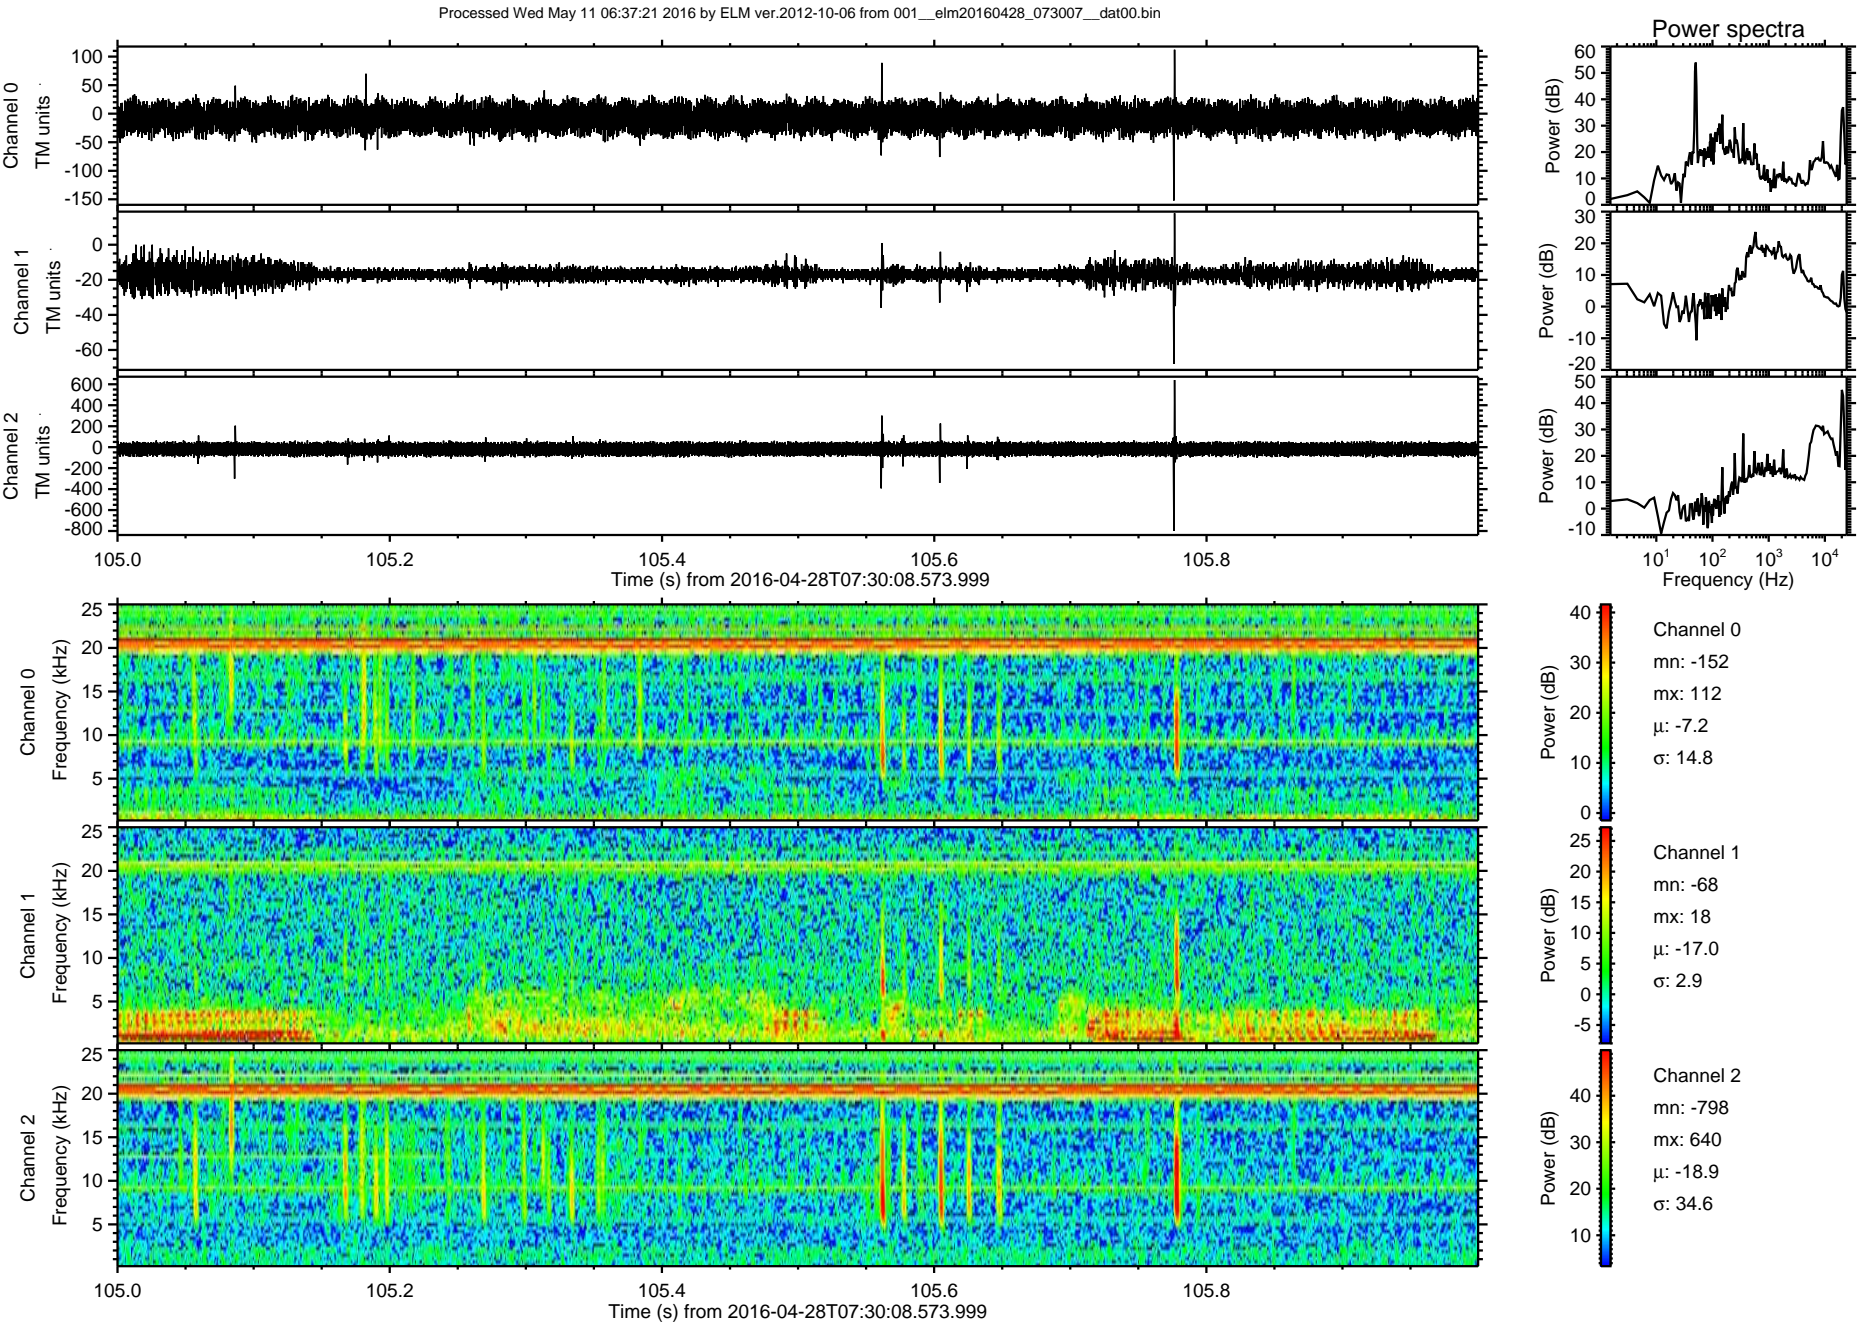 Processed Wed May 11 06:37:21 2016 by ELM ver.2012-10-06 from 001__elm20160428_073007__dat00.bin
Power spectra
Channel 0
TM units
100
50
0
-50
-100
-150
Power (dB)
60
50
40
30
20
10
0
Channel 1
TM units
0
-20
-40
-60
Power (dB)
30
20
10
0
-10
-20
Channel 2
TM units
600
400
200
0
-200
-400
-600
-800
Power (dB)
50
40
30
20
10
0
-10
105.0 105.2 105.4 105.6 105.8
Time (s) from 2016-04-28T07:30:08.573.999
10¹ 10² 10³ 10⁴
Frequency (Hz)
Channel 0
Frequency (kHz)
25
20
15
10
5
Power (dB)
40
30
20
10
0
Channel 0
mn: -152
mx: 112
μ: -7.2
σ: 14.8
Channel 1
Frequency (kHz)
25
20
15
10
5
Power (dB)
25
20
15
10
5
0
-5
Channel 1
mn: -68
mx: 18
μ: -17.0
σ: 2.9
Channel 2
Frequency (kHz)
25
20
15
10
5
Power (dB)
40
30
20
10
Channel 2
mn: -798
mx: 640
μ: -18.9
σ: 34.6
105.0 105.2 105.4 105.6 105.8
Time (s) from 2016-04-28T07:30:08.573.999